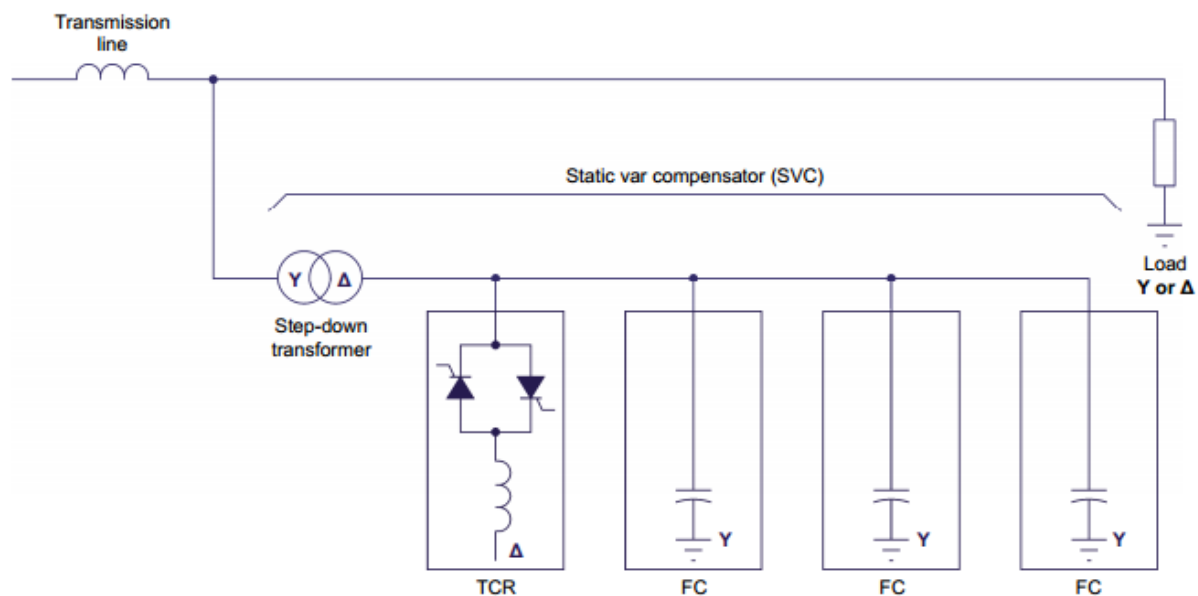 Transmission
line
Static var compensator (SVC)
Load
Y or Δ
Y Δ
Step-down
transformer
Δ
Y
Y
Y
TCR
FC
FC
FC